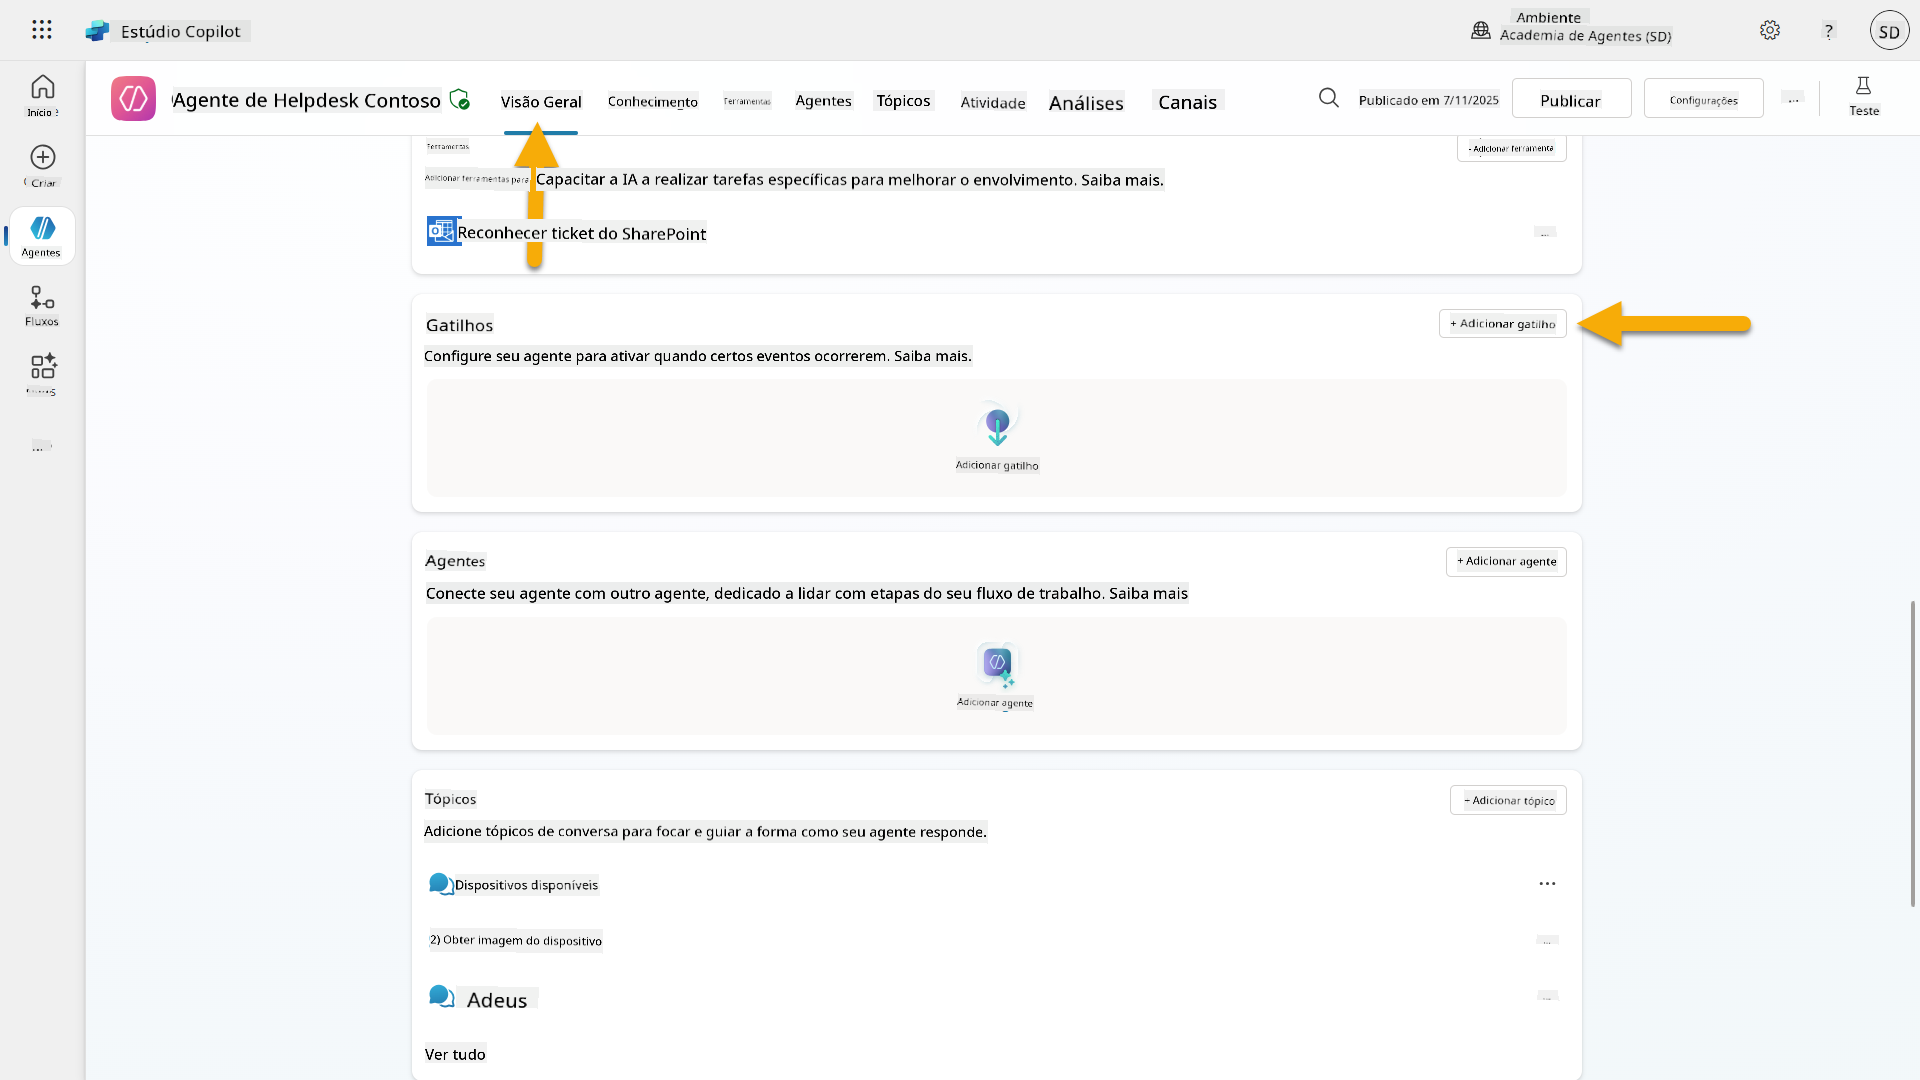 Estúdio Copilot
Ambiente
Academia de Agentes (SD)
?
SD
Início
Criar
Agentes
Fluxos
...
Agente de Helpdesk Contoso
Visão Geral
Conhecimento
Ferramentas
Agentes
Tópicos
Atividade
Análises
Canais
Publicado em 7/11/2025
Publicar
Configurações
...
Teste
Ferramentas
- Adicionar ferramenta
Adicionar ferramentas para Capacitar a IA a realizar tarefas específicas para melhorar o envolvimento. Saiba mais.
Reconhecer ticket do SharePoint
...
Gatilhos
+ Adicionar gatilho
Configure seu agente para ativar quando certos eventos ocorrerem. Saiba mais.
Adicionar gatilho
Agentes
+ Adicionar agente
Conecte seu agente com outro agente, dedicado a lidar com etapas do seu fluxo de trabalho. Saiba mais
Adicionar agente
Tópicos
+ Adicionar tópico
Adicione tópicos de conversa para focar e guiar a forma como seu agente responde.
Dispositivos disponíveis
...
2) Obter imagem do dispositivo
...
Adeus
...
Ver tudo